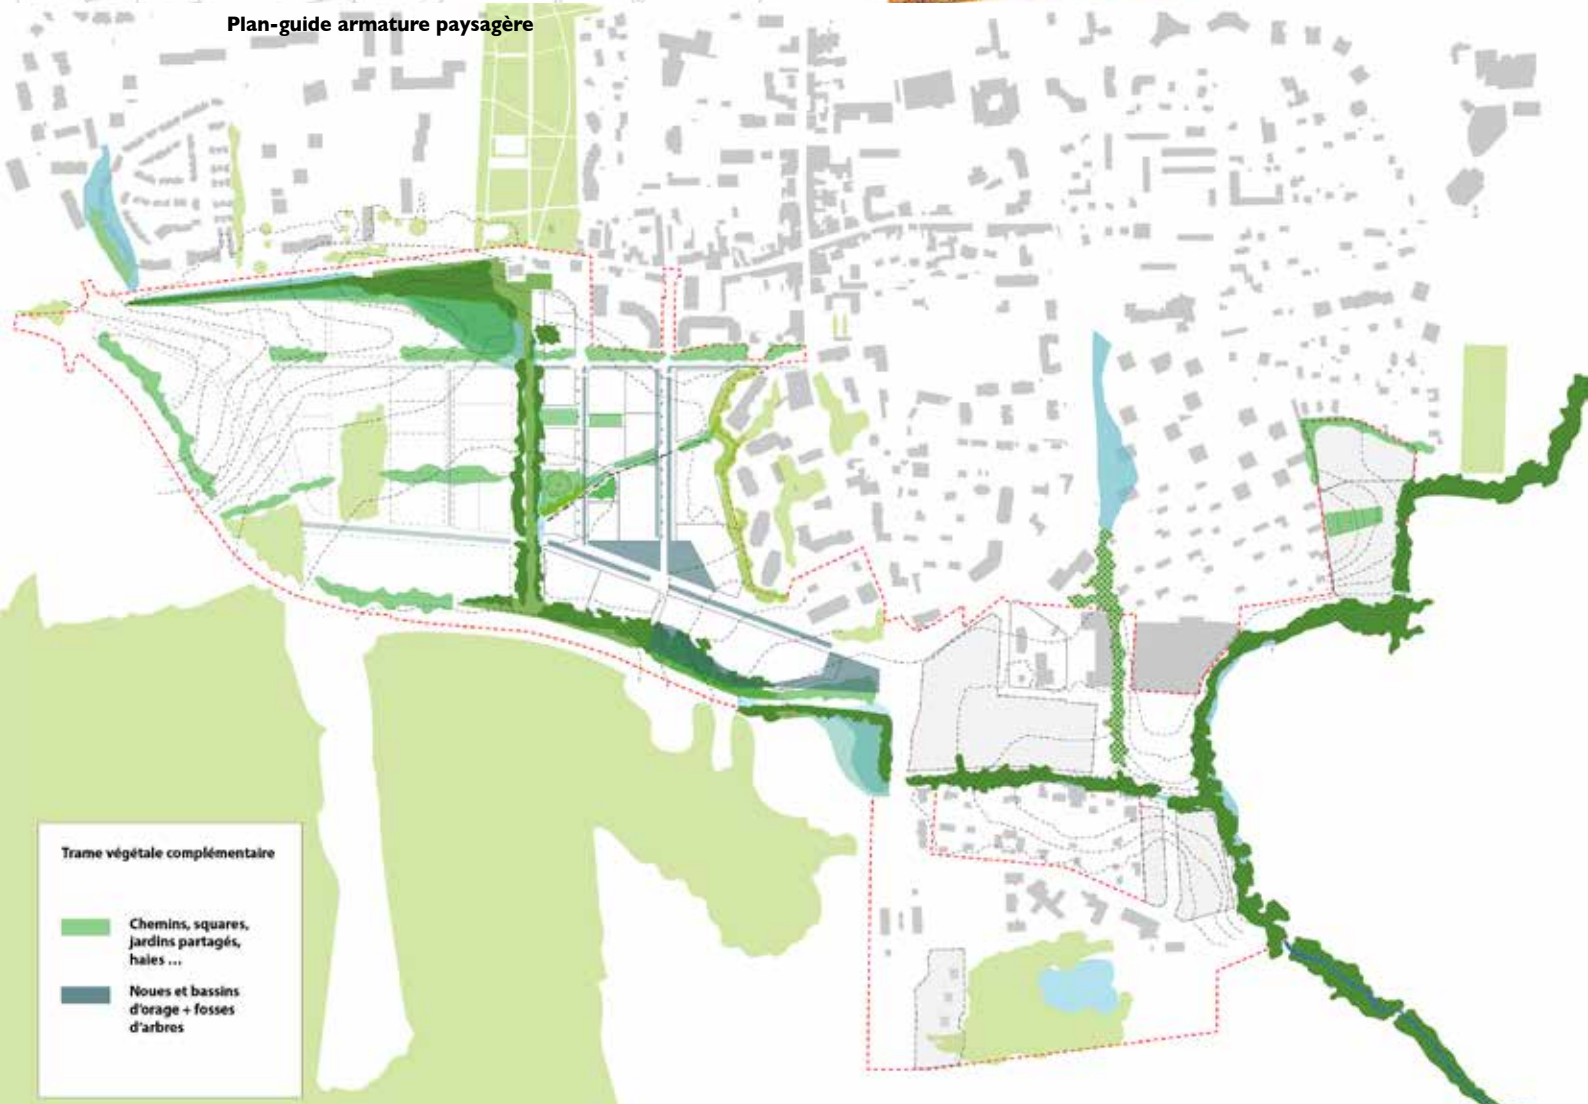 Plan-guide armature paysagère
Trame végétale complémentaire
Chemins, squares,
jardins partagés,
haies ...
Noues et bassins
d'orage + fosses
d'arbres